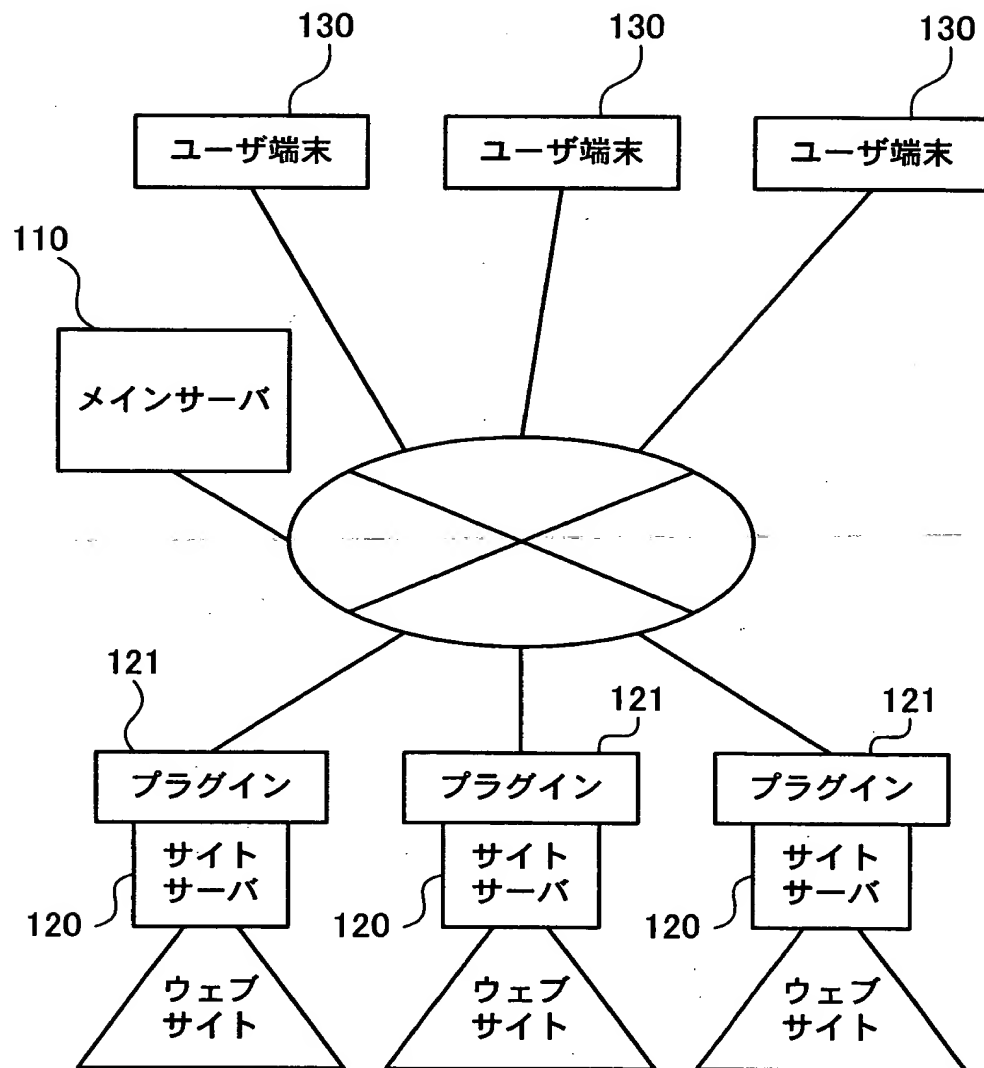 130
130
130
ユーザ端末
ユーザ端末
ユーザ端末
110
メインサーバ
121
121
121
プラグイン
プラグイン
プラグイン
サイト
サーバ
サイト
サーバ
サイト
サーバ
120
120
120
ウェブ
サイト
ウェブ
サイト
ウェブ
サイト